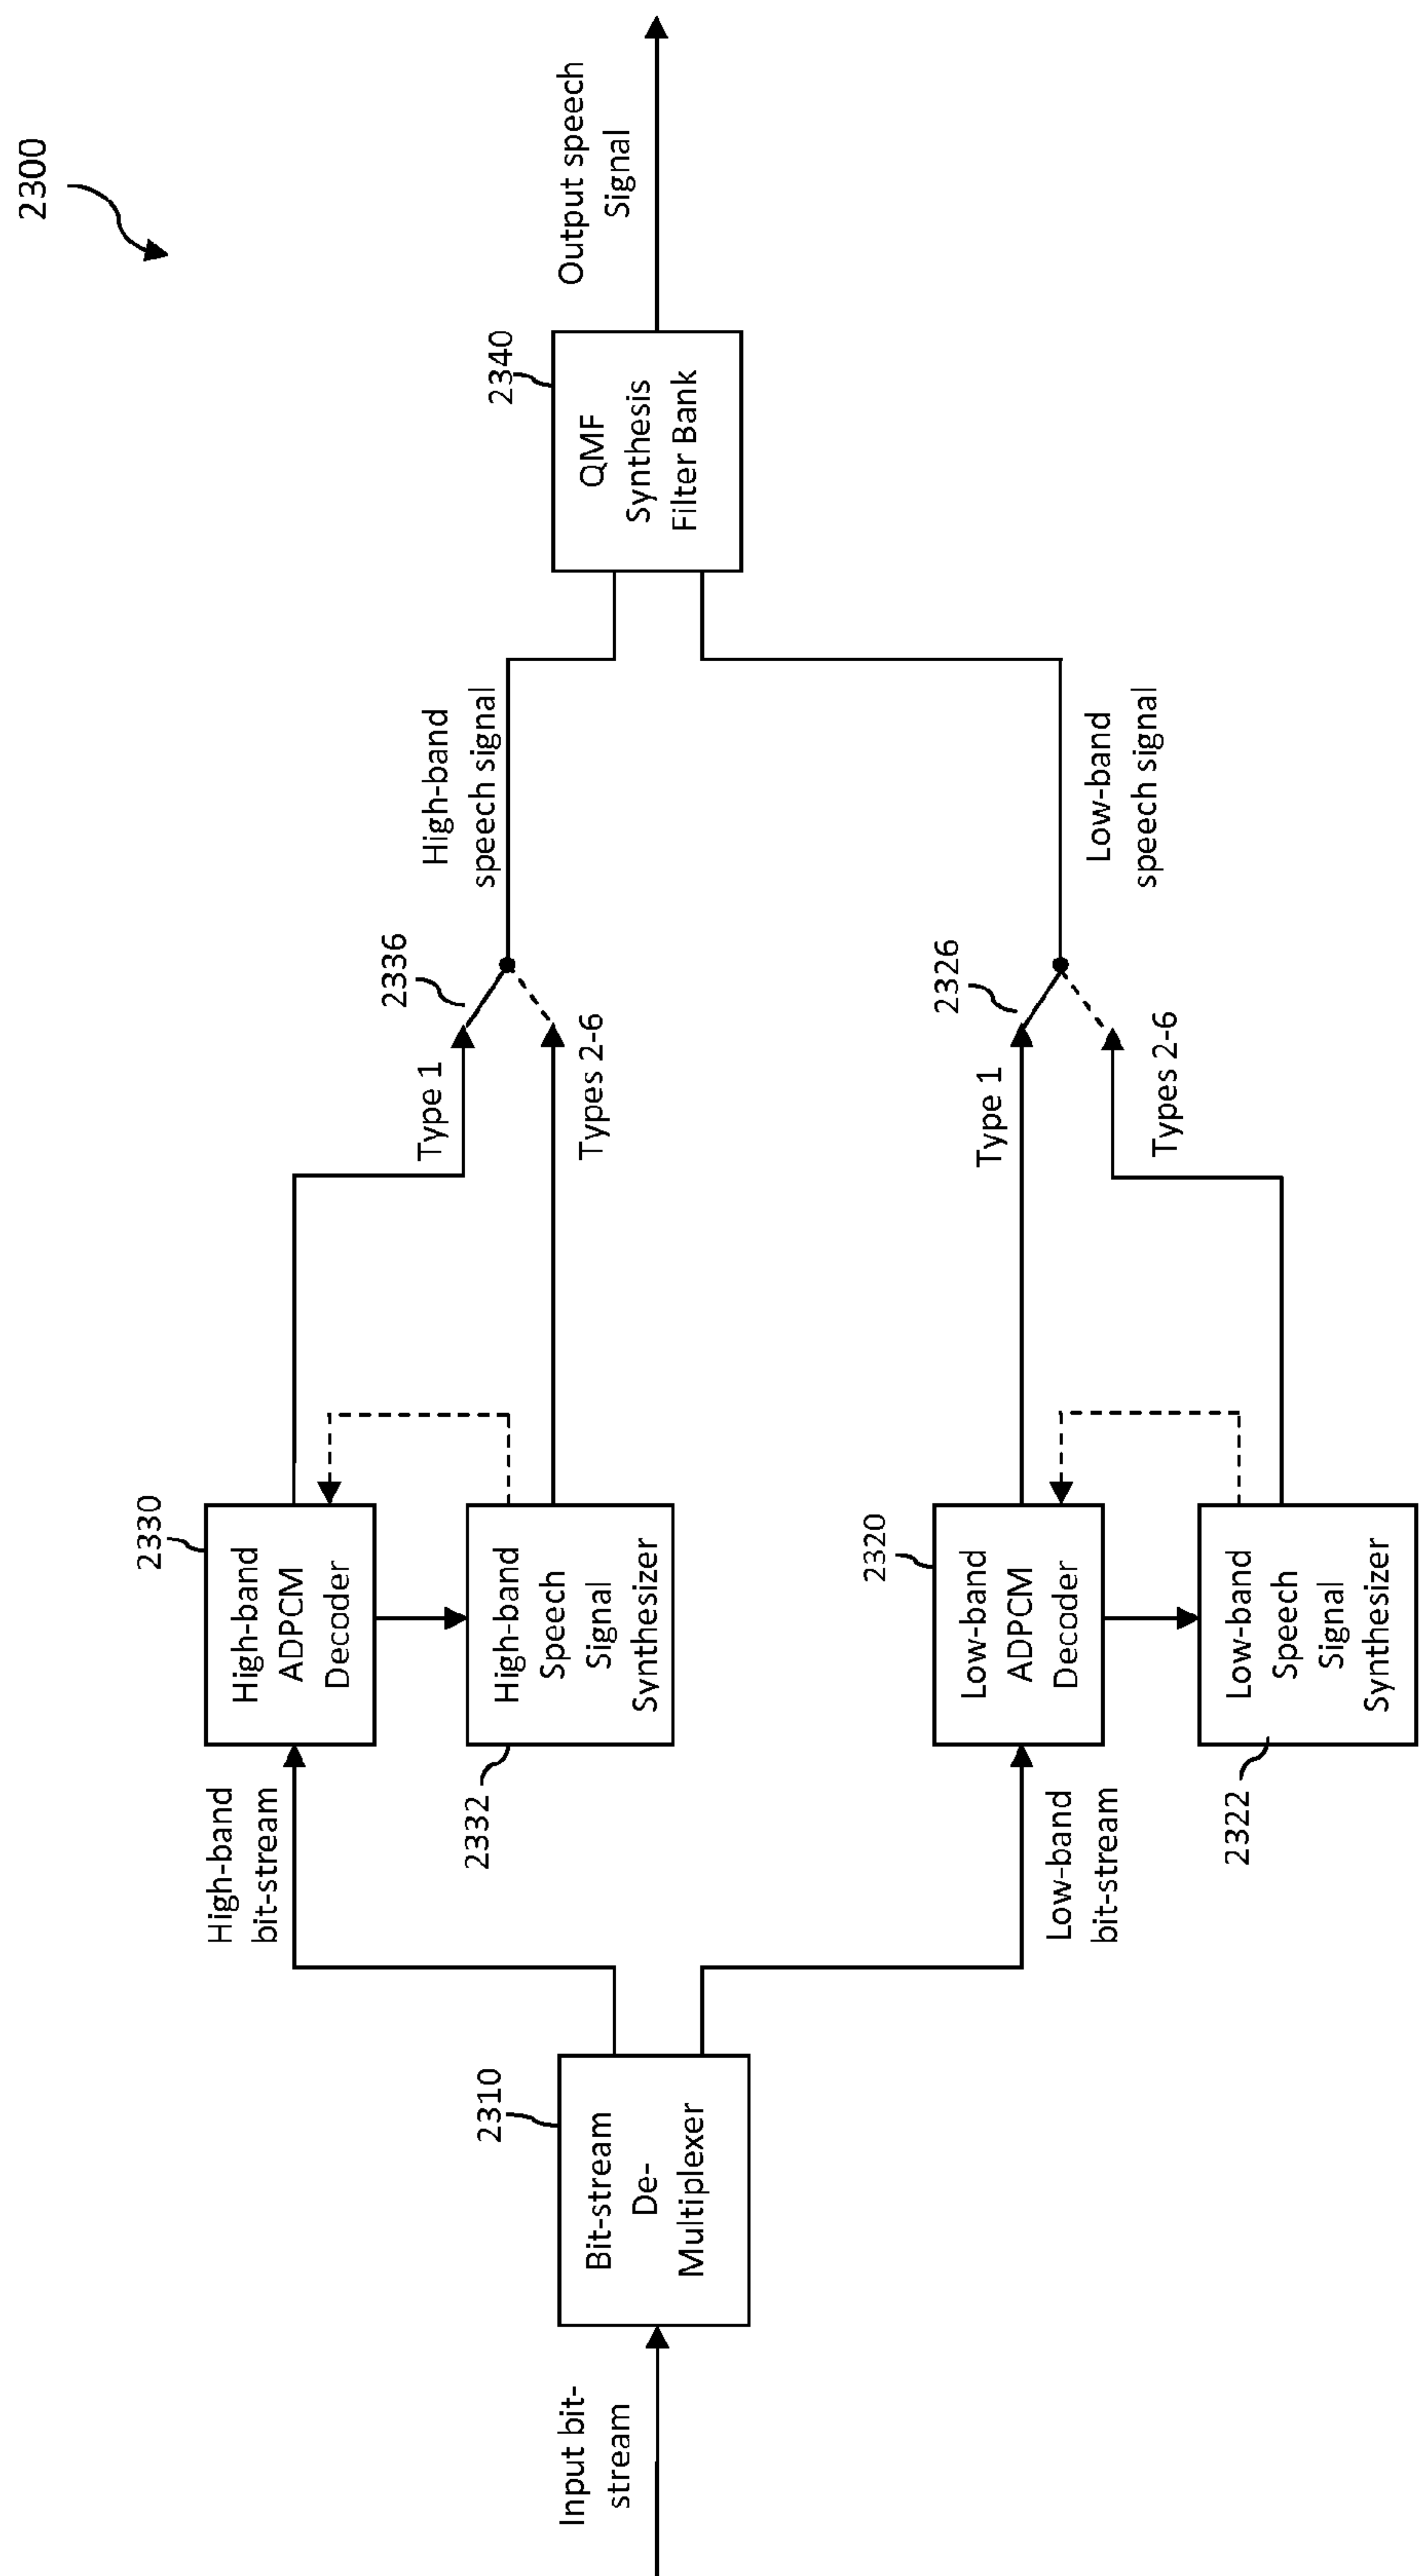 2300
Input bit-
stream
2310
Bit-stream
De-
Multiplexer
High-band
bit-stream
2330
High-band
ADPCM
Decoder
2332
High-band
Speech
Signal
Synthesizer
Type 1
Types 2-6
2336
High-band
speech signal
Low-band
bit-stream
2320
Low-band
ADPCM
Decoder
2322
Low-band
Speech
Signal
Synthesizer
Type 1
Types 2-6
2326
Low-band
speech signal
2340
QMF
Synthesis
Filter Bank
Output speech
Signal